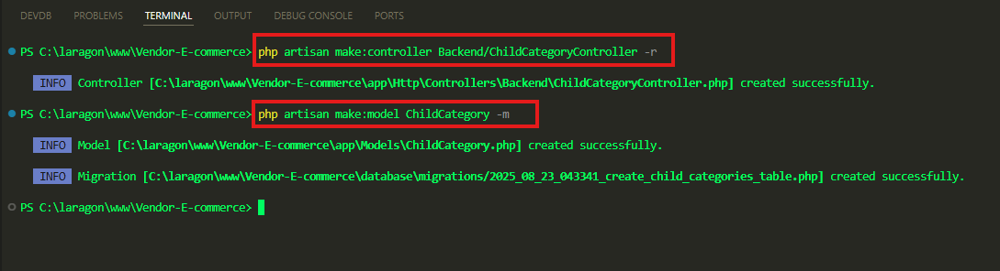 DEVDB PROBLEMS TERMINAL OUTPUT DEBUG CONSOLE PORTS
PS C:\laragon\www\Vendor-E-commerce> php artisan make:controller Backend/ChildCategoryController -r
INFO Controller [C:\laragon\www\Vendor-E-commerce\app\Http\Controllers\Backend\ChildCategoryController.php] created successfully.
PS C:\laragon\www\Vendor-E-commerce> php artisan make:model ChildCategory -m
INFO Model [C:\laragon\www\Vendor-E-commerce\app\Models\ChildCategory.php] created successfully.
INFO Migration [C:\laragon\www\Vendor-E-commerce\database\migrations/2025_08_23_043341_create_child_categories_table.php] created successfully.
PS C:\laragon\www\Vendor-E-commerce>